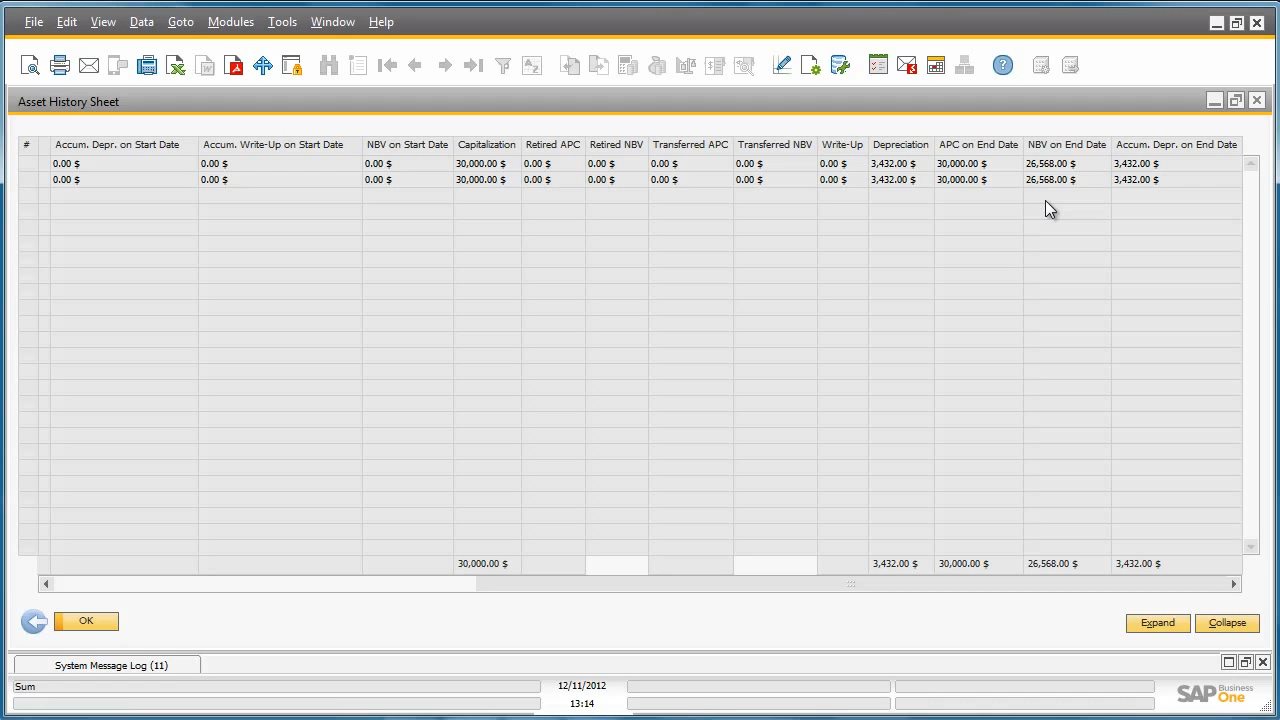 File Edit View Data Goto Modules Tools Window Help
Asset History Sheet
# Accum. Depr. on Start Date Accum. Write-Up on Start Date NBV on Start Date Capitalization Retired APC Retired NBV Transferred APC Transferred NBV Write-Up Depreciation APC on End Date NBV on End Date Accum. Depr. on End Date
0.00 $ 0.00 $ 0.00 $ 30,000.00 $ 0.00 $ 0.00 $ 0.00 $ 0.00 $ 0.00 $ 3,432.00 $ 30,000.00 $ 26,568.00 $ 3,432.00 $
0.00 $ 0.00 $ 0.00 $ 30,000.00 $ 0.00 $ 0.00 $ 0.00 $ 0.00 $ 0.00 $ 3,432.00 $ 30,000.00 $ 26,568.00 $ 3,432.00 $
30,000.00 $ 3,432.00 $ 30,000.00 $ 26,568.00 $ 3,432.00 $
OK Expand Collapse
System Message Log (11)
Sum 12/11/2012
13:14
SAP Business One